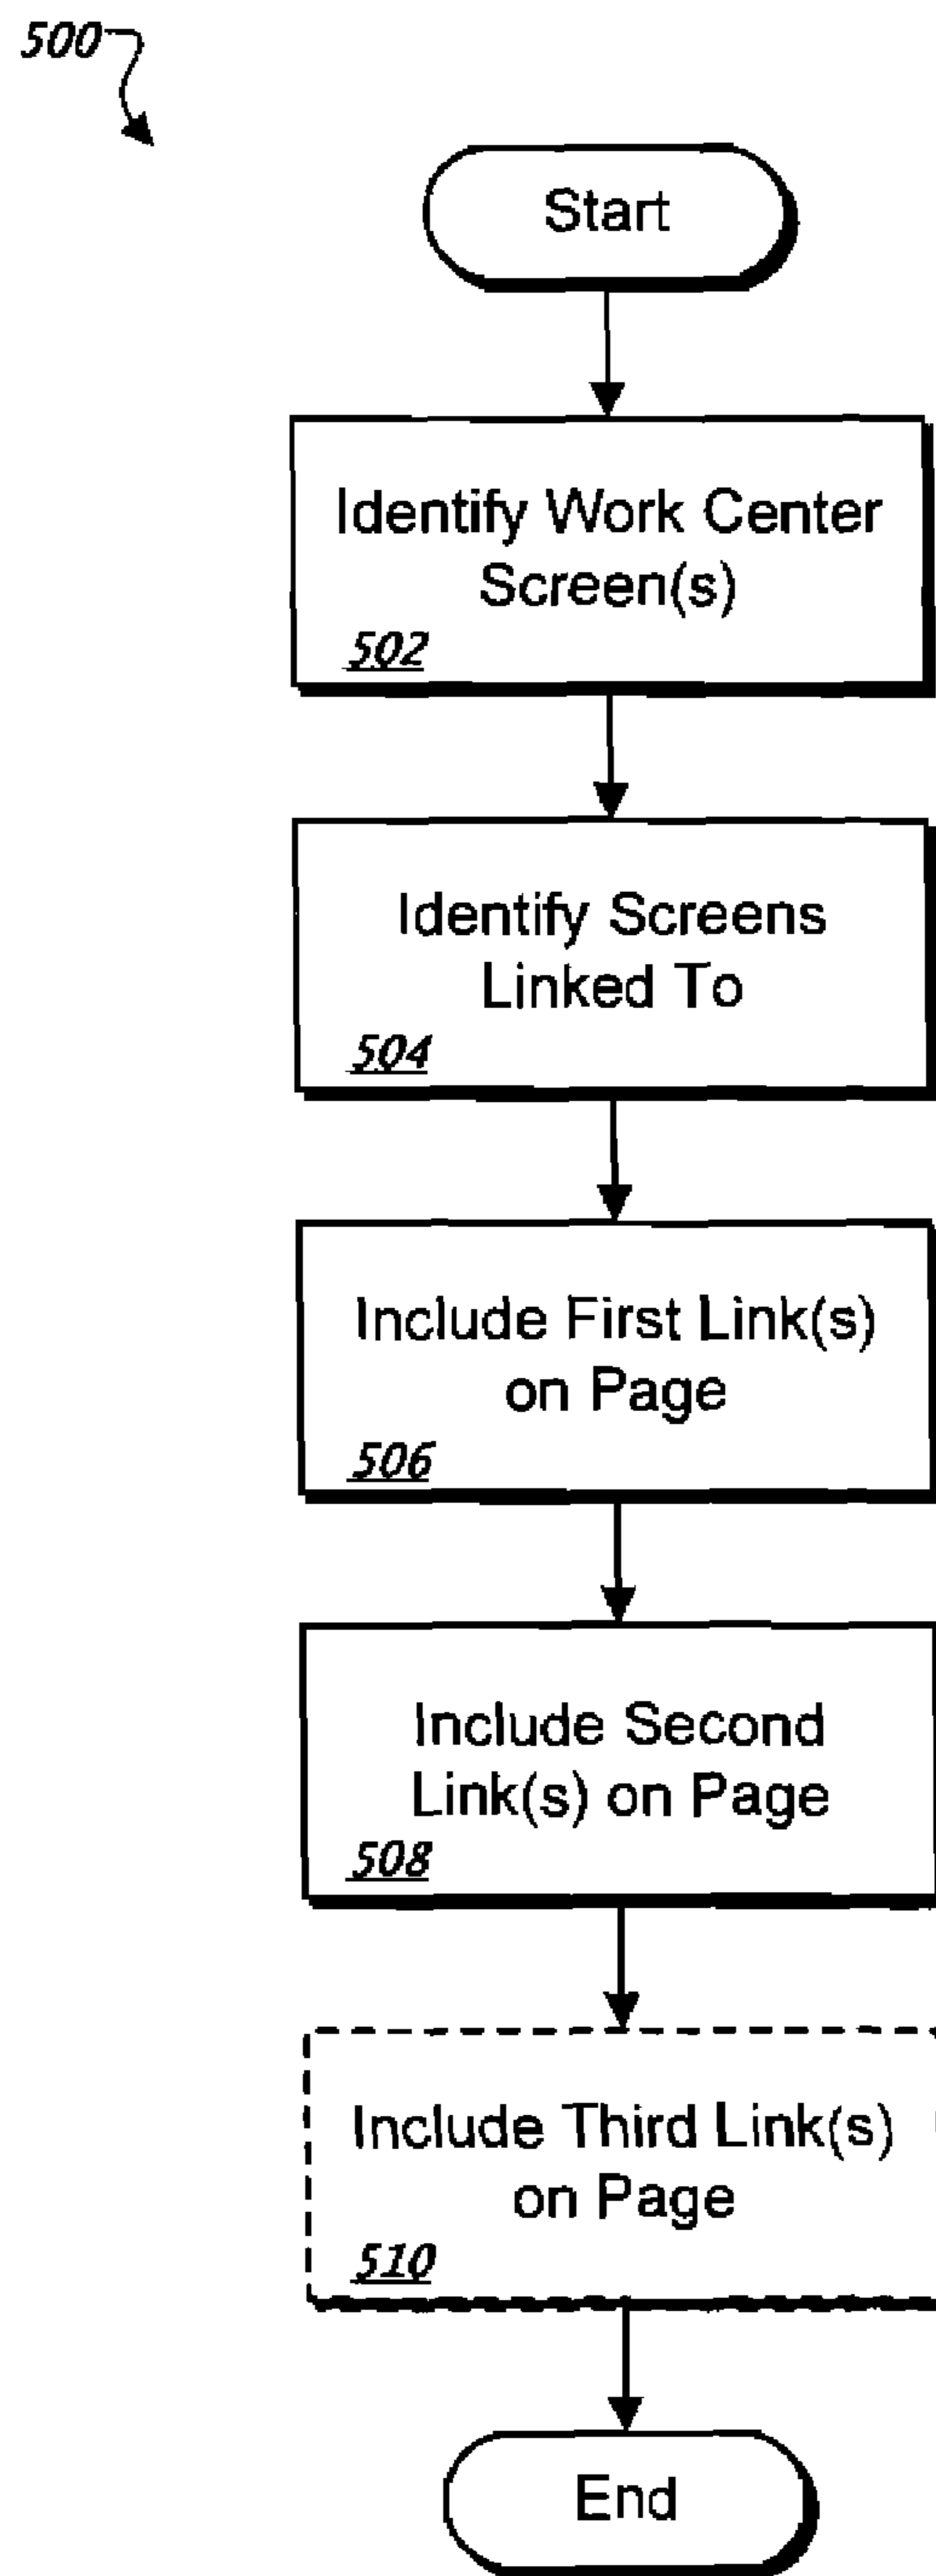 500
Start
Identify Work Center
Screen(s)
502
Identify Screens
Linked To
504
Include First Link(s)
on Page
506
Include Second
Link(s) on Page
508
Include Third Link(s)
on Page
510
End